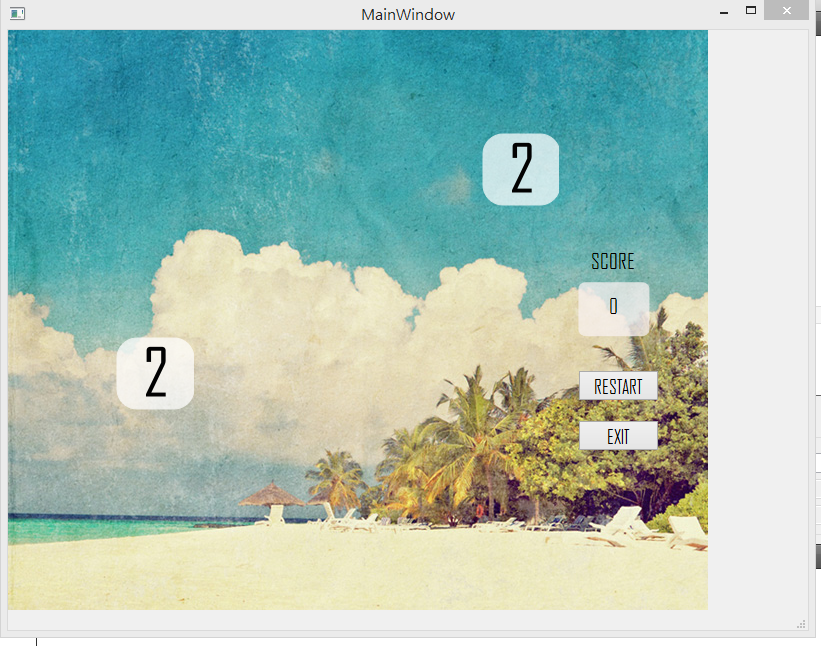 MainWindow
2
SCORE
0
2
RESTART
EXIT